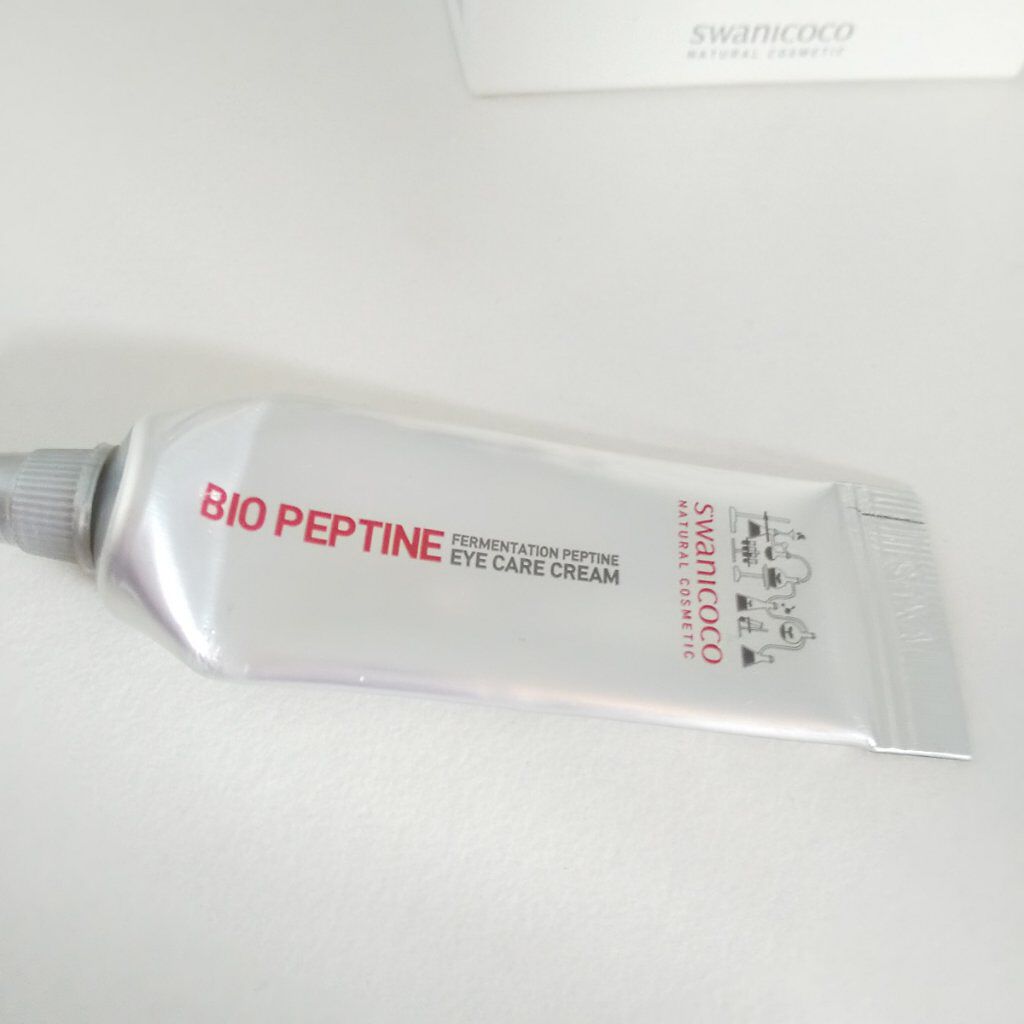 swanicoco
NATURAL COSMETIC
BIO PEPTINE
FERMENTATION PEPTINE
EYE CARE CREAM
swanicoco
NATURAL COSMETIC